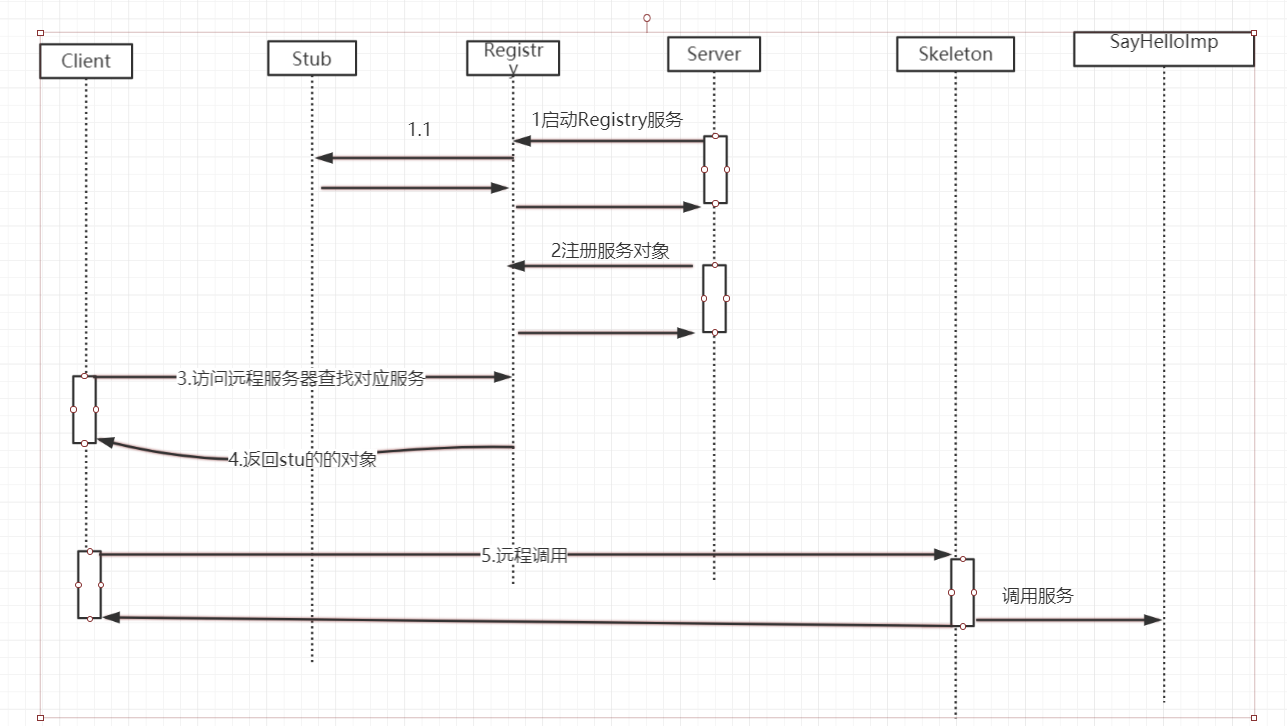 Client
Stub
Registr
y
Server
Skeleton
SayHelloImp
1启动Registry服务
1.1
2注册服务对象
3.访问远程服务器查找对应服务
4.返回stu的的对象
5.远程调用
调用服务